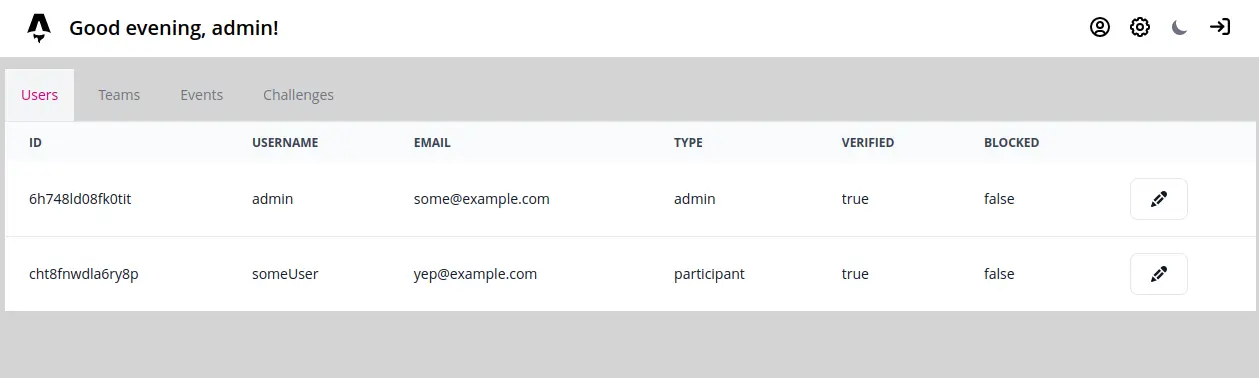 Good evening, admin!
Users Teams Events Challenges
ID USERNAME EMAIL TYPE VERIFIED BLOCKED
6h748ld08fk0tit admin some@example.com admin true false
cht8fnwdla6ry8p someUser yep@example.com participant true false